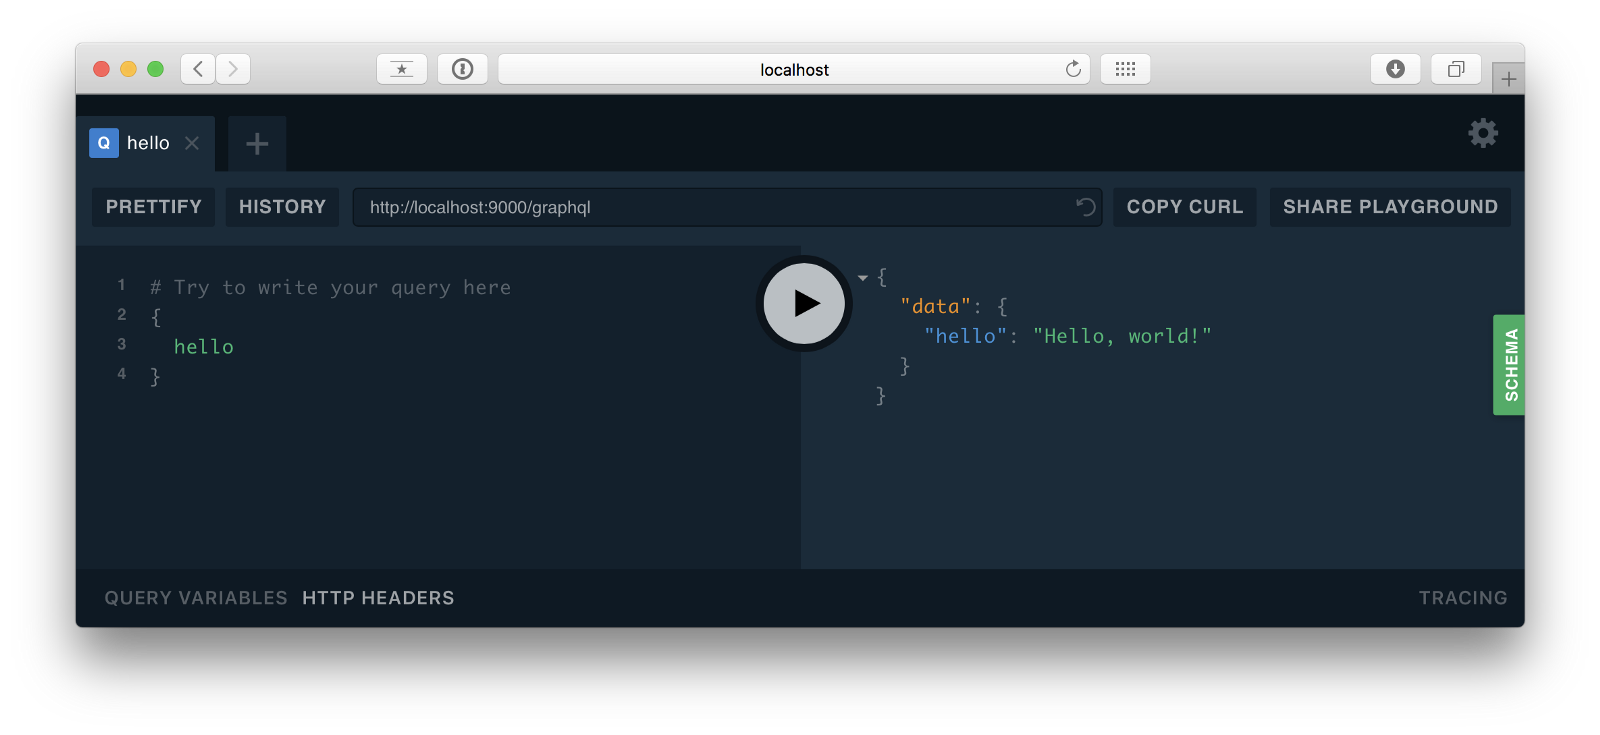 localhost
Q hello
PRETTIFY HISTORY http://localhost:9000/graphql COPY CURL SHARE PLAYGROUND
1 # Try to write your query here
2 {
3 hello
4 }
{
"data": {
"hello": "Hello, world!"
}
}
SCHEMA
QUERY VARIABLES HTTP HEADERS TRACING